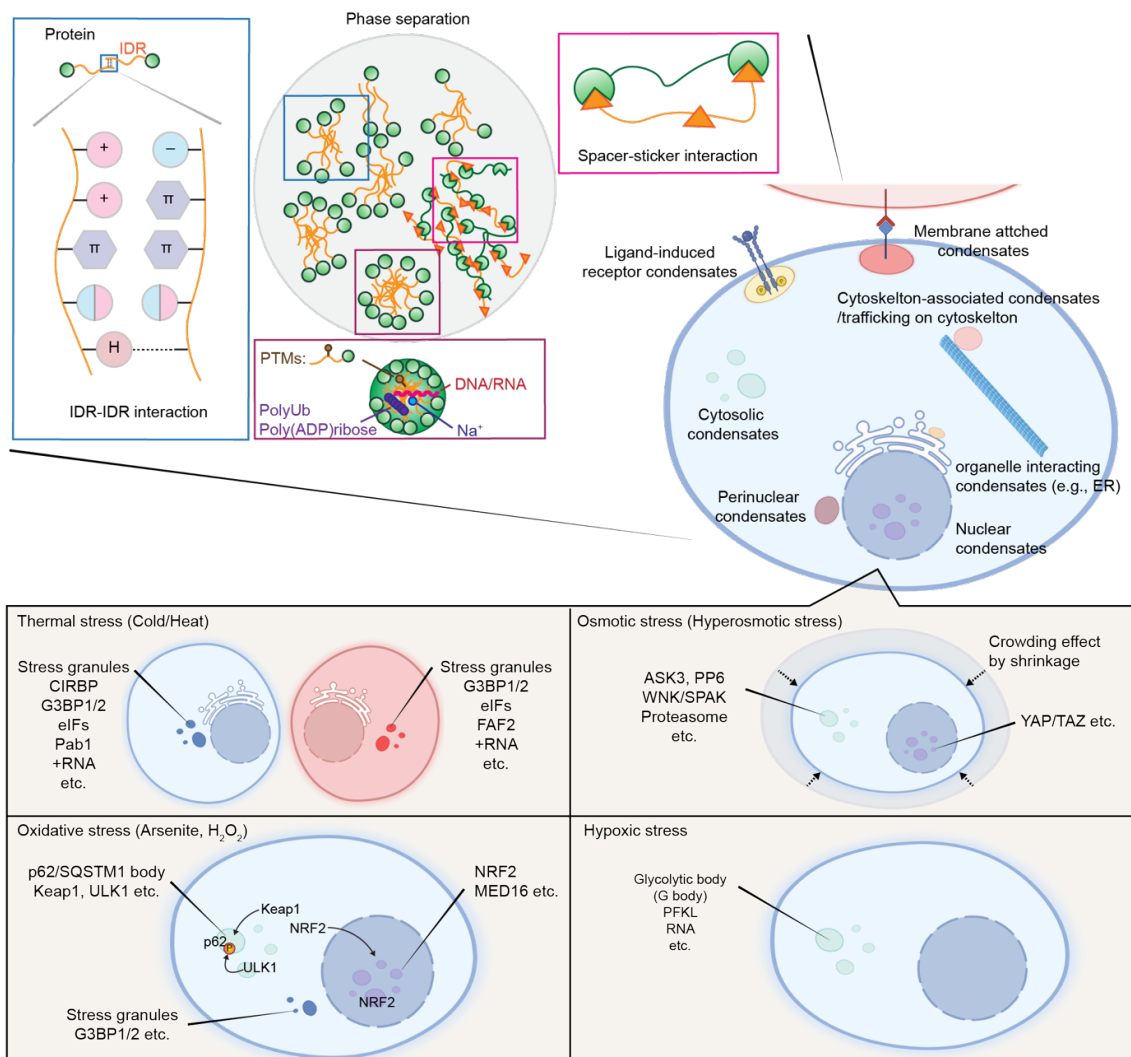 Phase separation
Protein
IDR
π
+
−
+
π
π
π
H
IDR-IDR interaction
Spacer-sticker interaction
PTMs:
DNA/RNA
PolyUb
Poly(ADP)ribose
Na⁺
Ligand-induced
receptor condensates
P
P
Membrane attched
condensates
Cytoskelton-associated condensates
/trafficking on cytoskelton
Cytosolic
condensates
organelle interacting
condensates (e.g., ER)
Perinuclear
condensates
Nuclear
condensates
Thermal stress (Cold/Heat)
Stress granules
CIRBP
G3BP1/2
eIFs
Pab1
+RNA
etc.
Stress granules
G3BP1/2
eIFs
FAF2
+RNA
etc.
Osmotic stress (Hyperosmotic stress)
Crowding effect
by shrinkage
ASK3, PP6
WNK/SPAK
Proteasome
etc.
YAP/TAZ etc.
Oxidative stress (Arsenite, H₂O₂)
p62/SQSTM1 body
Keap1, ULK1 etc.
NRF2
MED16 etc.
Keap1
NRF2
p62
P
ULK1
NRF2
Stress granules
G3BP1/2 etc.
Hypoxic stress
Glycolytic body
(G body)
PFKL
RNA
etc.